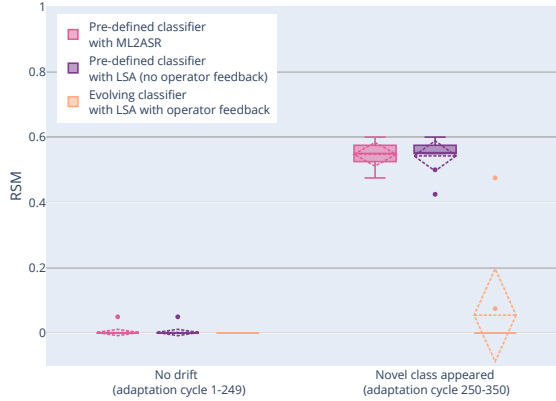 1
0.8
0.6
0.4
0.2
0
RSM
Pre-defined classifier
with ML2ASR
Pre-defined classifier
with LSA (no operator feedback)
Evolving classifier
with LSA with operator feedback
No drift
(adaptation cycle 1-249)
Novel class appeared
(adaptation cycle 250-350)